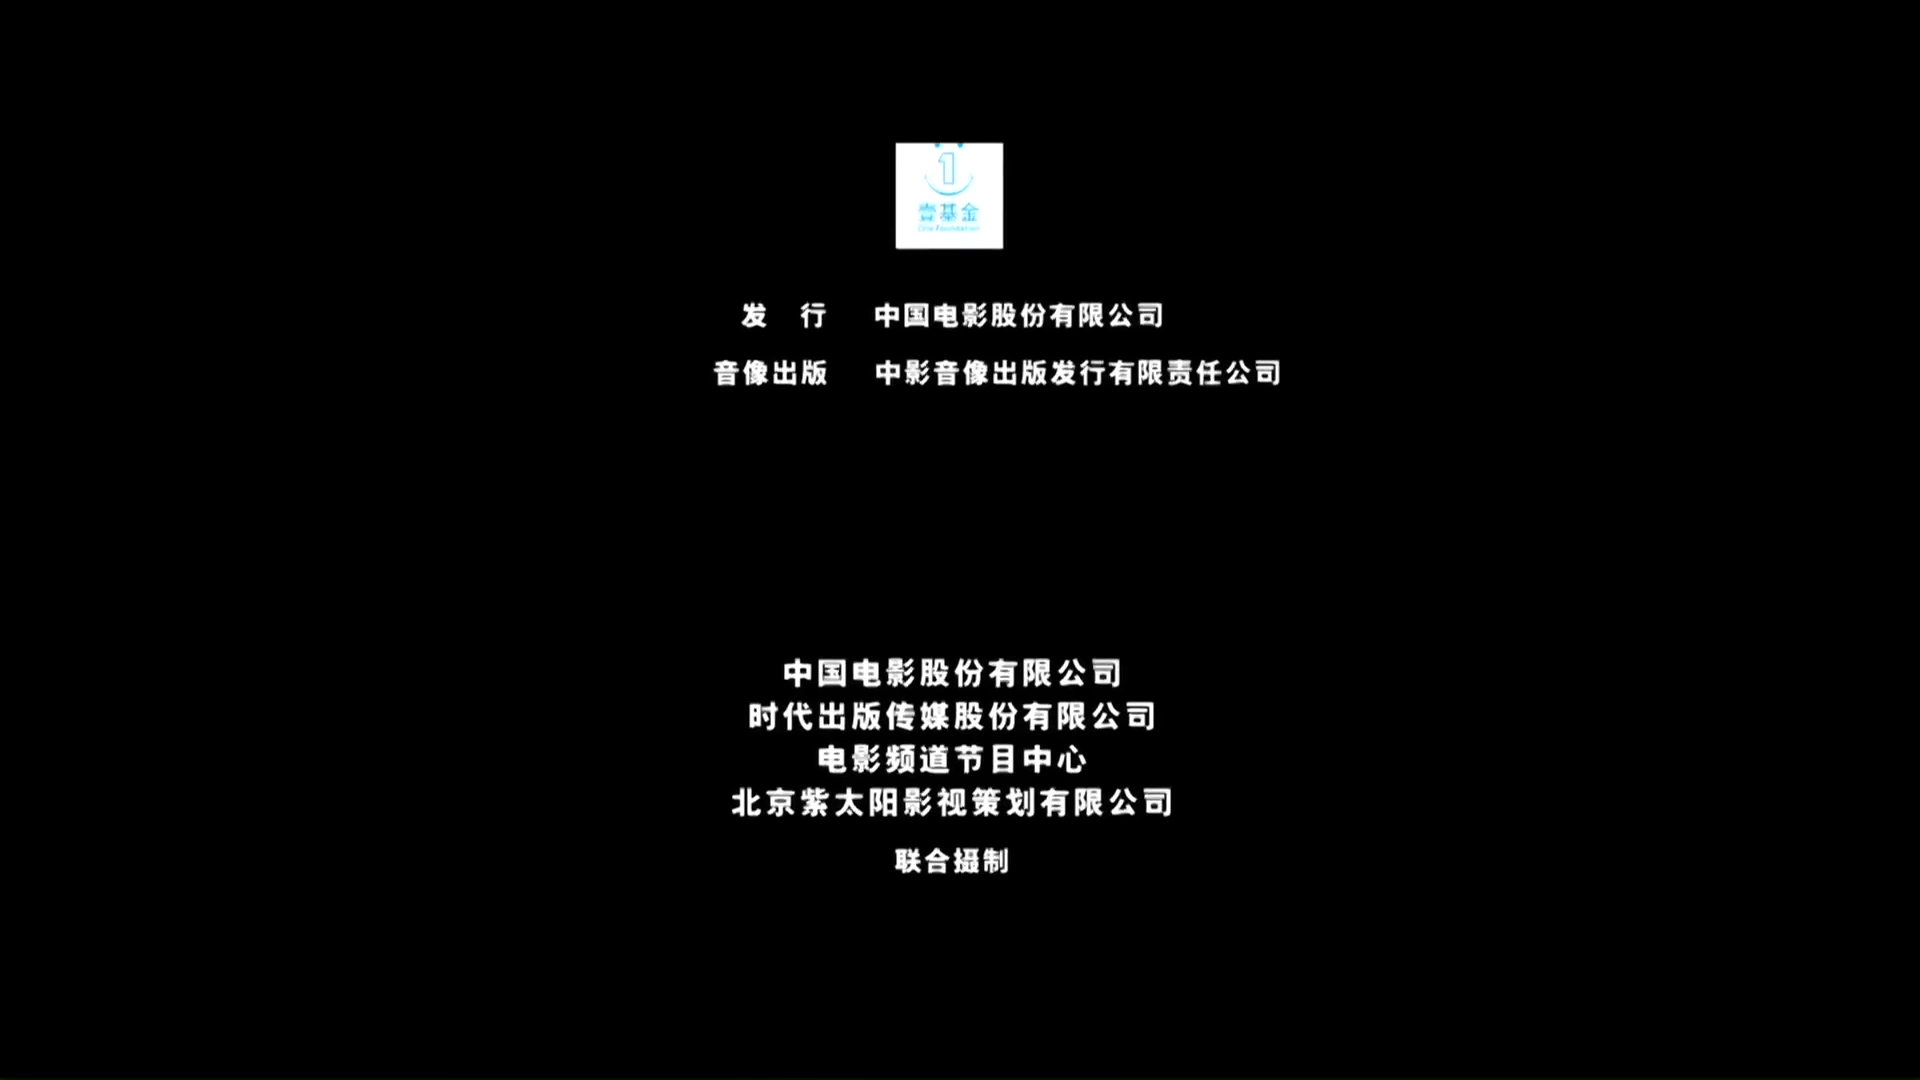 1
壹基金
One Foundation
发 行 中国电影股份有限公司
音像出版 中影音像出版发行有限责任公司
中国电影股份有限公司
时代出版传媒股份有限公司
电影频道节目中心
北京紫太阳影视策划有限公司
联合摄制